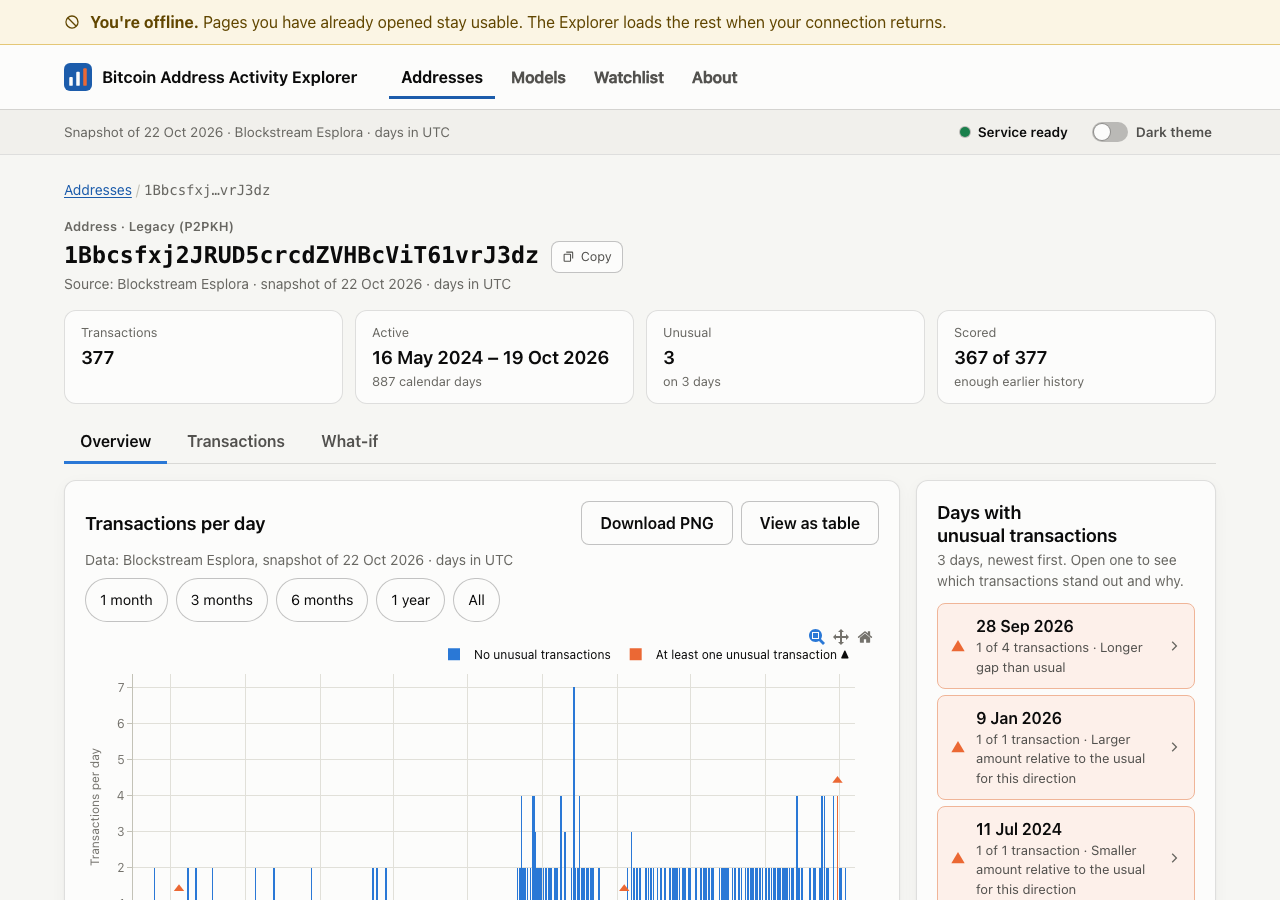 You're offline. Pages you have already opened stay usable. The Explorer loads the rest when your connection returns.
Bitcoin Address Activity Explorer
Addresses
Models
Watchlist
About
Snapshot of 22 Oct 2026 · Blockstream Esplora · days in UTC
Service ready
Dark theme
Addresses / 1Bbcsfxj…vrJ3dz
Address · Legacy (P2PKH)
1Bbcsfxj2JRUD5crcdZVHBcViT61vrJ3dz
Copy
Source: Blockstream Esplora · snapshot of 22 Oct 2026 · days in UTC
Transactions
377
Active
16 May 2024 – 19 Oct 2026
887 calendar days
Unusual
3
on 3 days
Scored
367 of 377
enough earlier history
Overview
Transactions
What-if
Transactions per day
Download PNG
View as table
Data: Blockstream Esplora, snapshot of 22 Oct 2026 · days in UTC
1 month
3 months
6 months
1 year
All
No unusual transactions
At least one unusual transaction ▲
7
6
5
4
3
2
Transactions per day
Days with
unusual transactions
3 days, newest first. Open one to see
which transactions stand out and why.
28 Sep 2026
1 of 4 transactions · Longer
gap than usual
9 Jan 2026
1 of 1 transaction · Larger
amount relative to the usual
for this direction
11 Jul 2024
1 of 1 transaction · Smaller
amount relative to the usual
for this direction